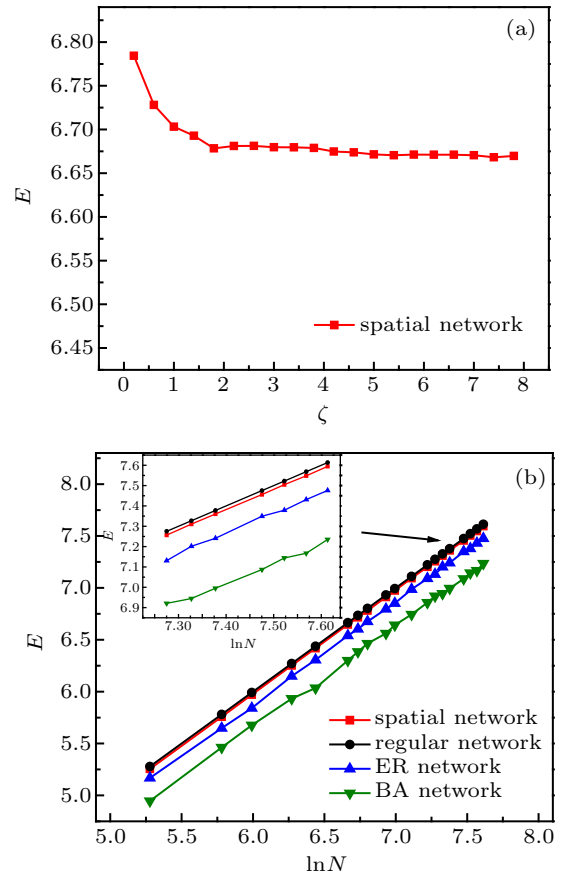 (a)
6.80
6.75
6.70
6.65
6.60
6.55
6.50
6.45
E
spatial network
0 1 2 3 4 5 6 7 8
ζ
(b)
8.0
7.5
7.0
6.5
6.0
5.5
5.0
E
7.6
7.5
7.4
7.3
7.2
7.1
7.0
6.9
E
7.30 7.40 7.50 7.60
lnN
spatial network
regular network
ER network
BA network
5.0 5.5 6.0 6.5 7.0 7.5 8.0
lnN